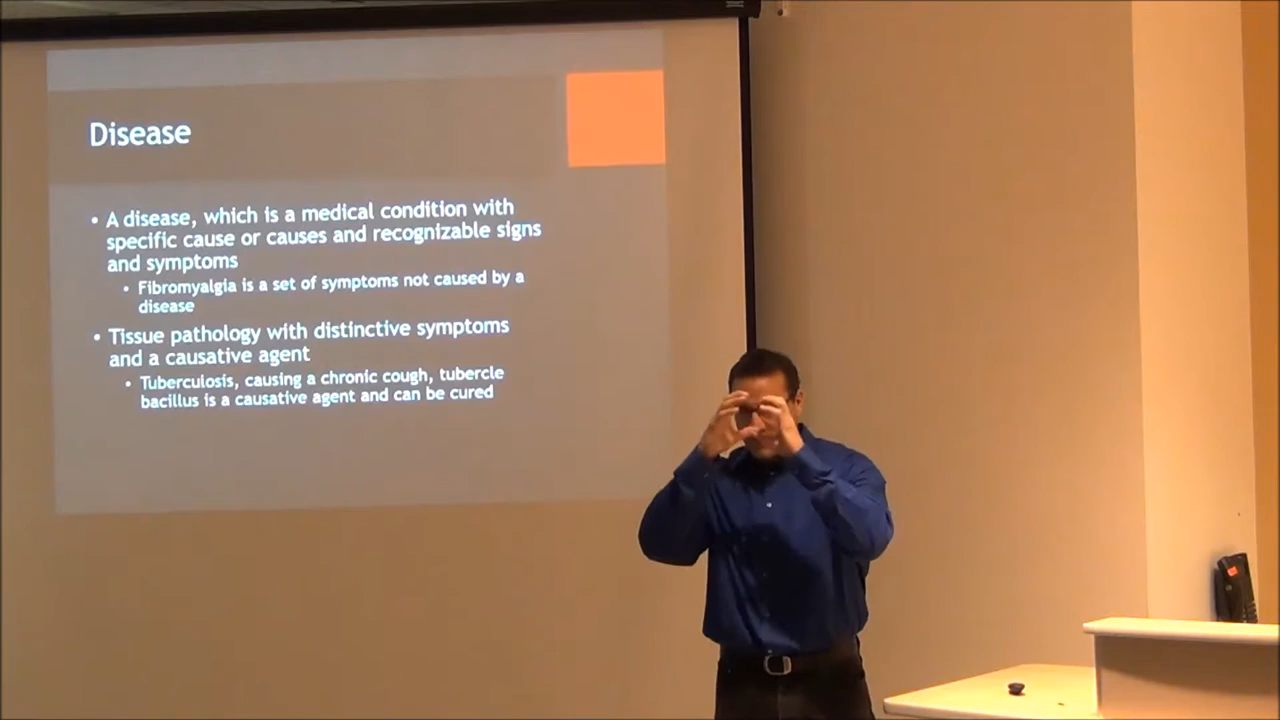 Disease
• A disease, which is a medical condition with
specific cause or causes and recognizable signs
and symptoms
• Fibromyalgia is a set of symptoms not caused by a
disease
• Tissue pathology with distinctive symptoms
and a causative agent
• Tuberculosis, causing a chronic cough, tubercle
bacillus is a causative agent and can be cured